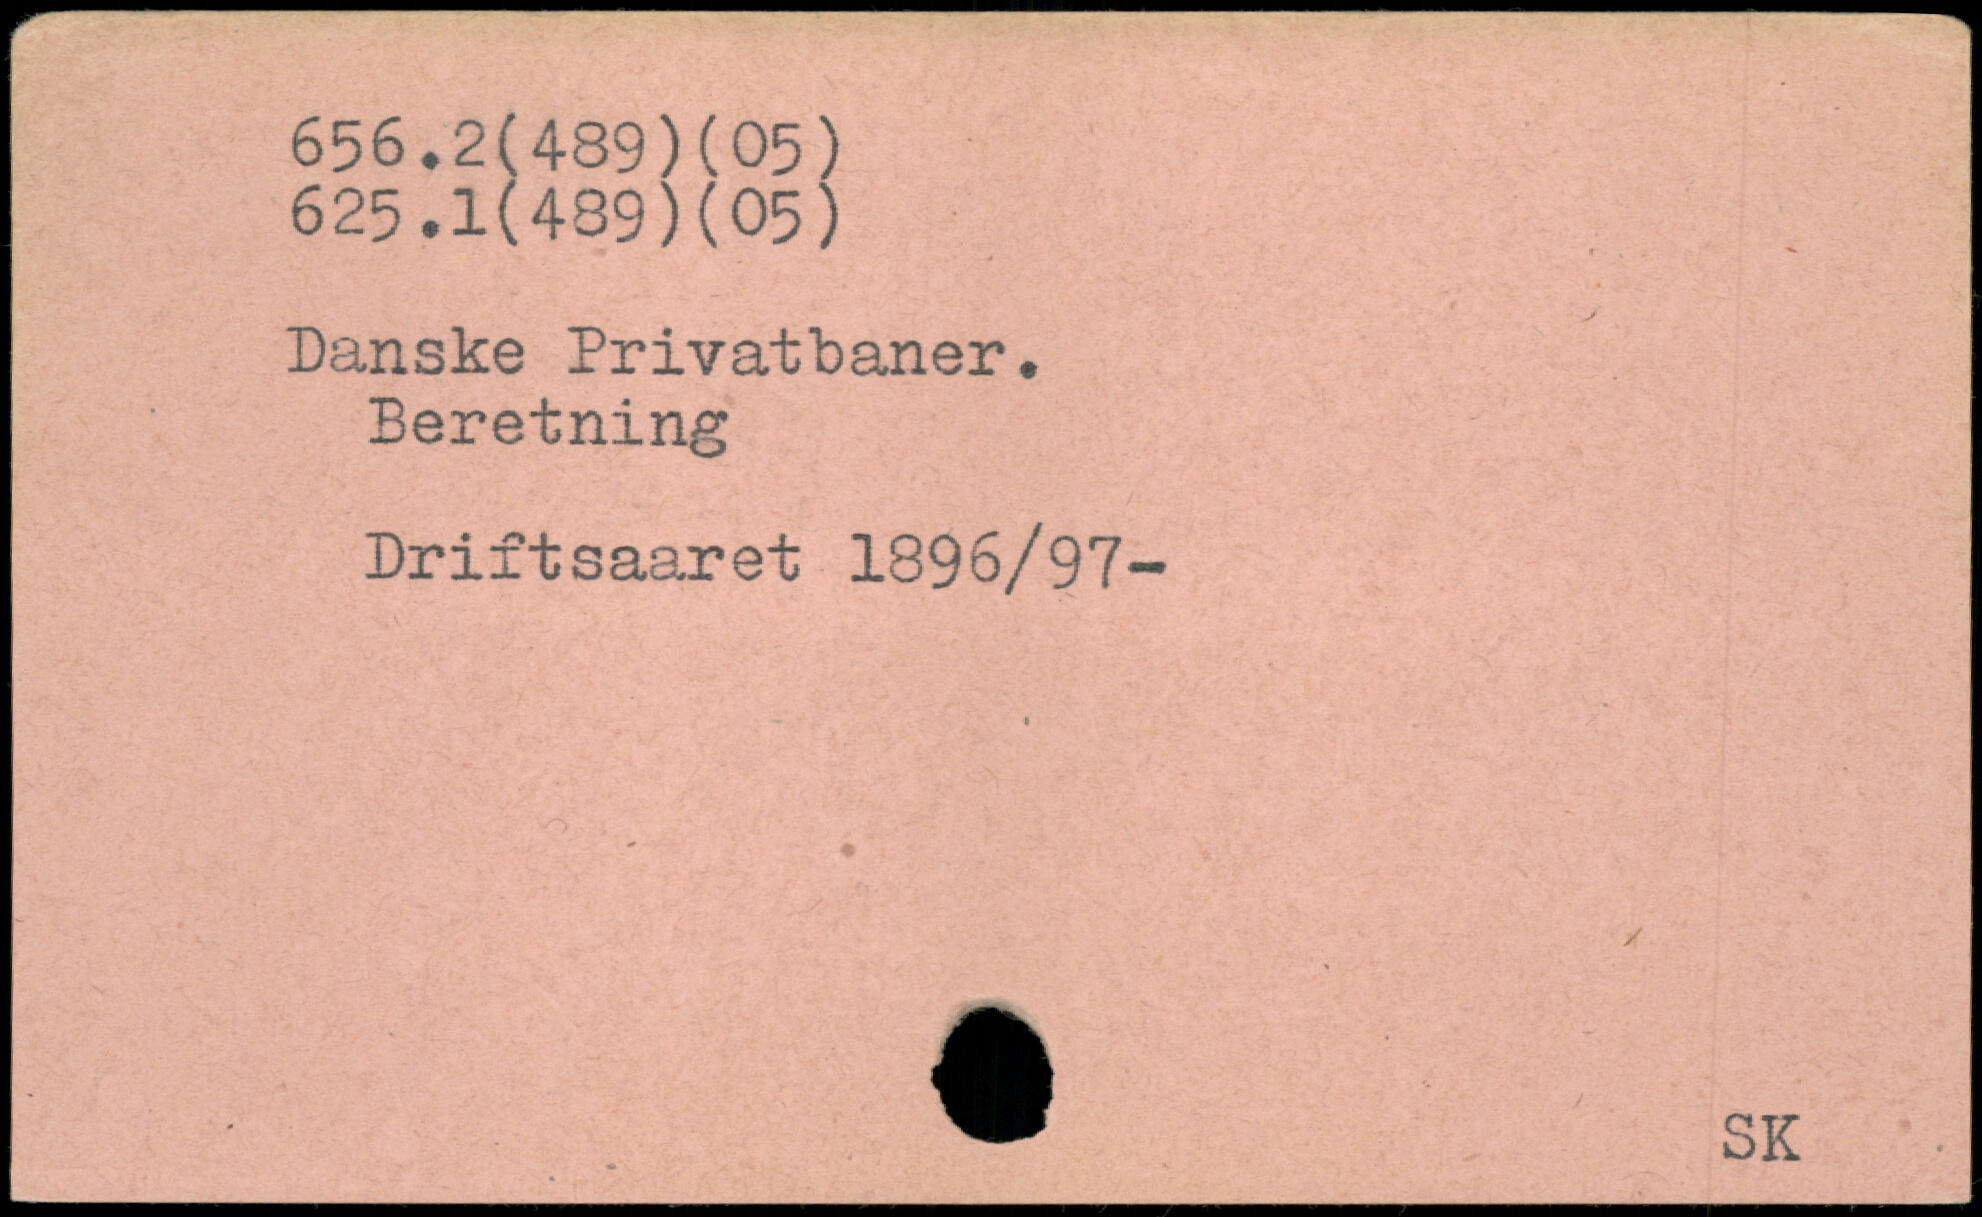 656.2(489)(05)
625.1(489)(05)
Danske Privatbaner.
Beretning
Driftsaaret 1896/97-
SK